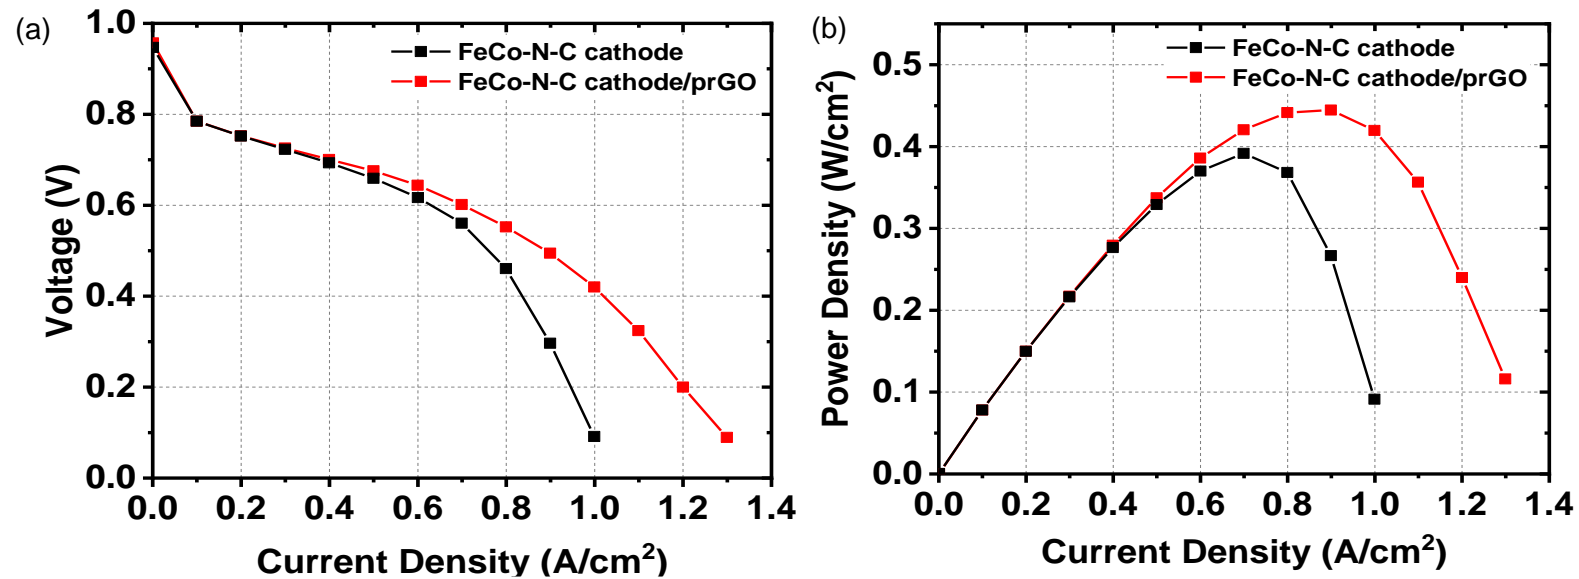 (a)
1.0
0.8
0.6
0.4
0.2
0.0
Voltage (V)
FeCo-N-C cathode
FeCo-N-C cathode/prGO
0.0 0.2 0.4 0.6 0.8 1.0 1.2 1.4
Current Density (A/cm²)
(b)
0.5
0.4
0.3
0.2
0.1
0.0
Power Density (W/cm²)
FeCo-N-C cathode
FeCo-N-C cathode/prGO
0.0 0.2 0.4 0.6 0.8 1.0 1.2 1.4
Current Density (A/cm²)